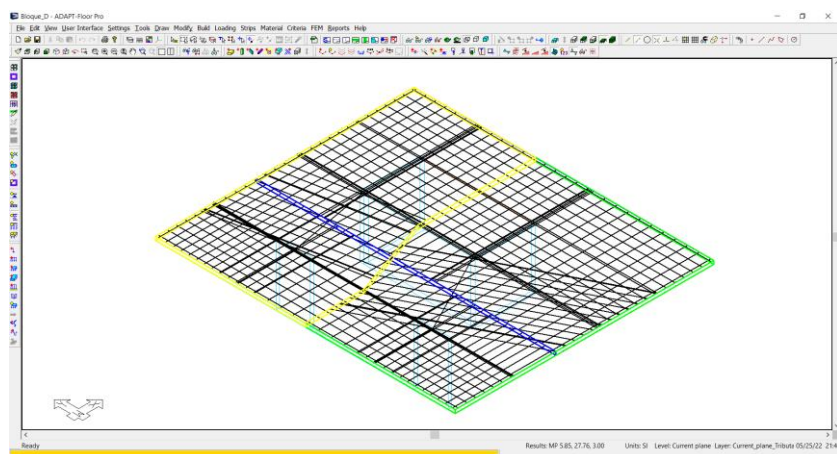 Bloque_D - ADAPT-Floor Pro
File Edit View User Interface Settings Tools Draw Modify Build Loading Strips Material Criteria FEM Reports Help
Ready
Results: MP 5.85, 27.76, 3.00 Units: SI Level: Current plane Layer: Current_plane_Tributa 05/25/22 21:4